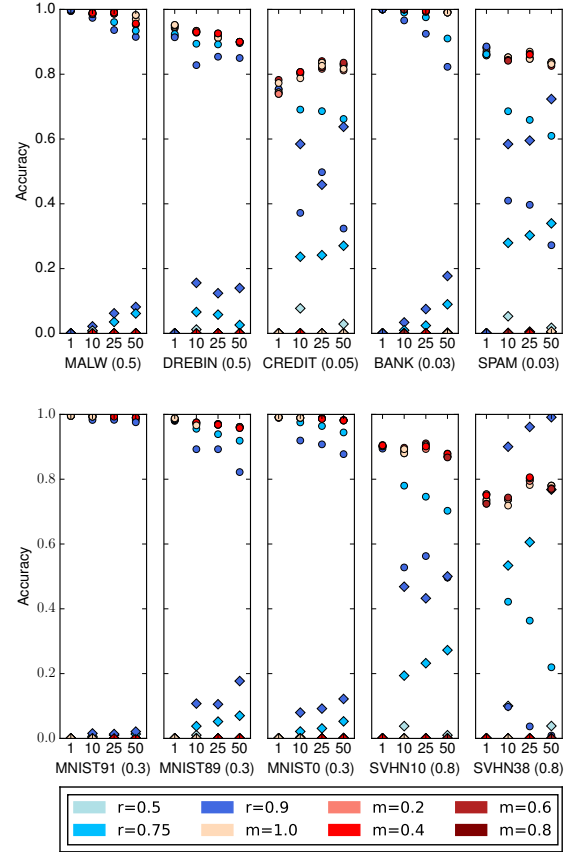 1.0
0.8
0.6
0.4
0.2
0.0
Accuracy
1 10 25 50
1 10 25 50
1 10 25 50
1 10 25 50
1 10 25 50
MALW (0.5)
DREBIN (0.5)
CREDIT (0.05)
BANK (0.03)
SPAM (0.03)
1.0
0.8
0.6
0.4
0.2
0.0
Accuracy
1 10 25 50
1 10 25 50
1 10 25 50
1 10 25 50
1 10 25 50
MNIST91 (0.3)
MNIST89 (0.3)
MNIST0 (0.3)
SVHN10 (0.8)
SVHN38 (0.8)
r=0.5
r=0.9
m=0.2
m=0.6
r=0.75
m=1.0
m=0.4
m=0.8